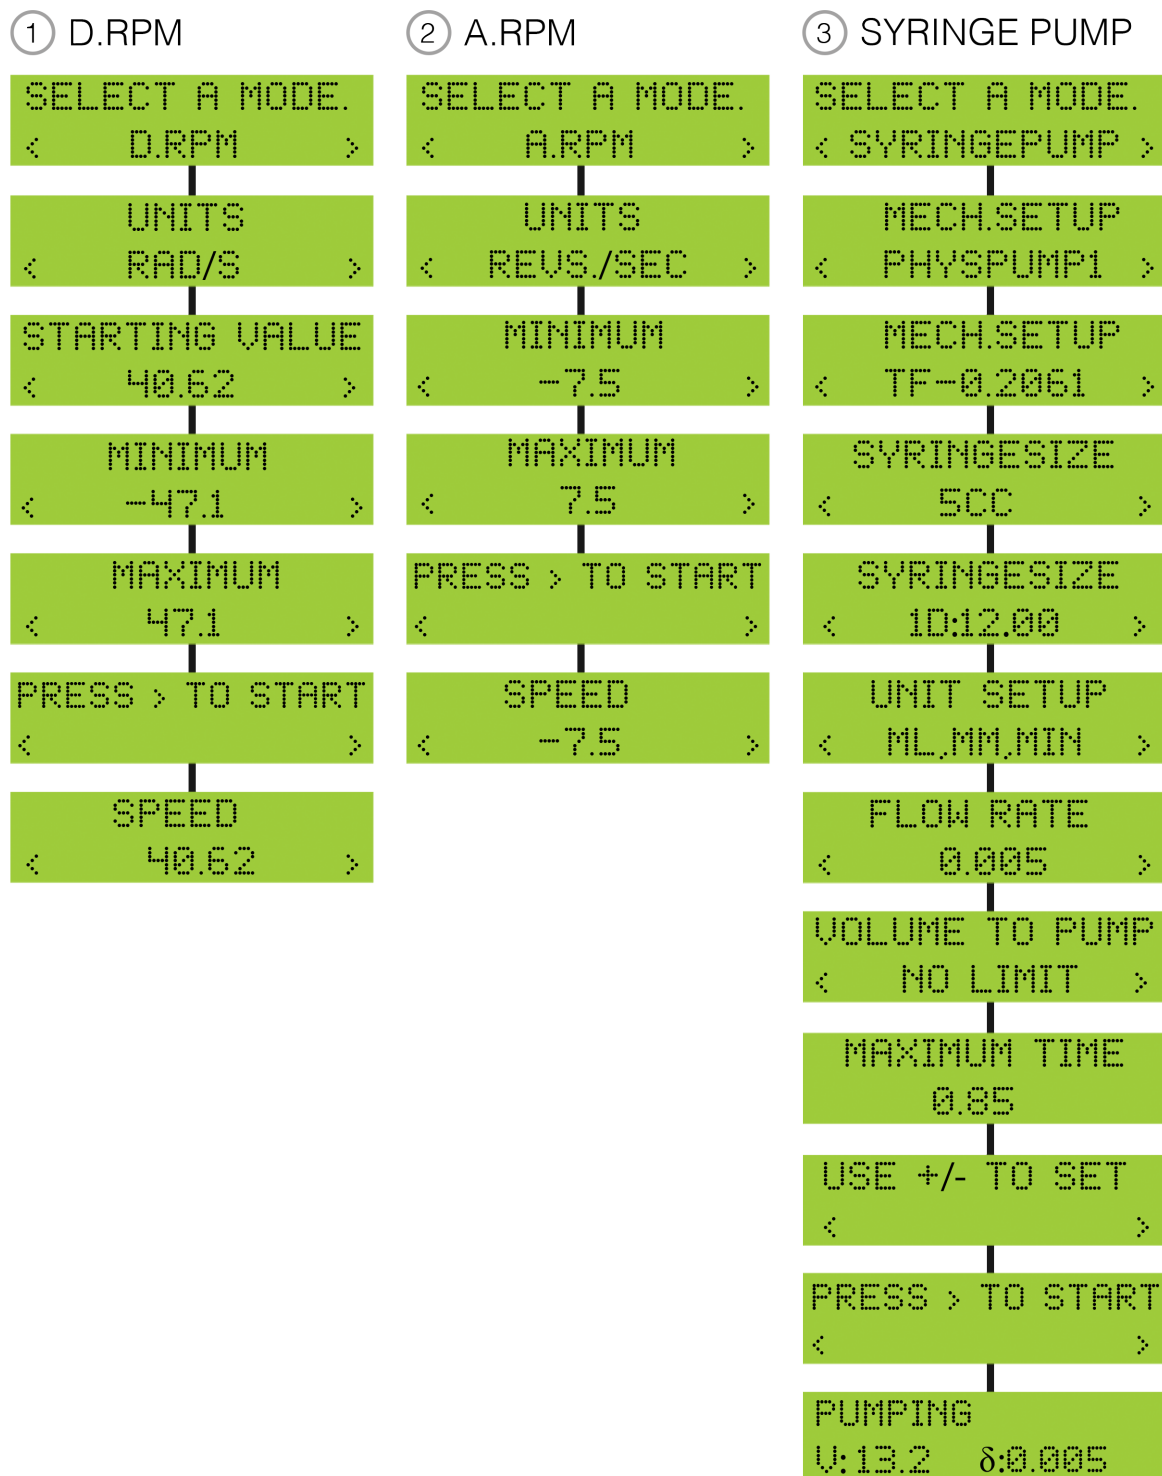 1 D.RPM
SELECT A MODE.
< D.RPM >
UNITS
< RAD/S >
STARTING VALUE
< 40.62 >
MINIMUM
< -47.1 >
MAXIMUM
< 47.1 >
PRESS > TO START
< >
SPEED
< 40.62 >
2 A.RPM
SELECT A MODE.
< A.RPM >
UNITS
< REVS./SEC >
MINIMUM
< -7.5 >
MAXIMUM
< 7.5 >
PRESS > TO START
< >
SPEED
< -7.5 >
3 SYRINGE PUMP
SELECT A MODE.
< SYRINGEPUMP >
MECH.SETUP
< PHYSPUMP1 >
MECH.SETUP
< TF-0.2061 >
SYRINGESIZE
< 5CC >
SYRINGESIZE
< 1D:12.00 >
UNIT SETUP
< ML,MM,MIN >
FLOW RATE
< 0.005 >
VOLUME TO PUMP
< NO LIMIT >
MAXIMUM TIME
0.85
USE +/- TO SET
< >
PRESS > TO START
< >
PUMPING
V:13.2 δ:0.005